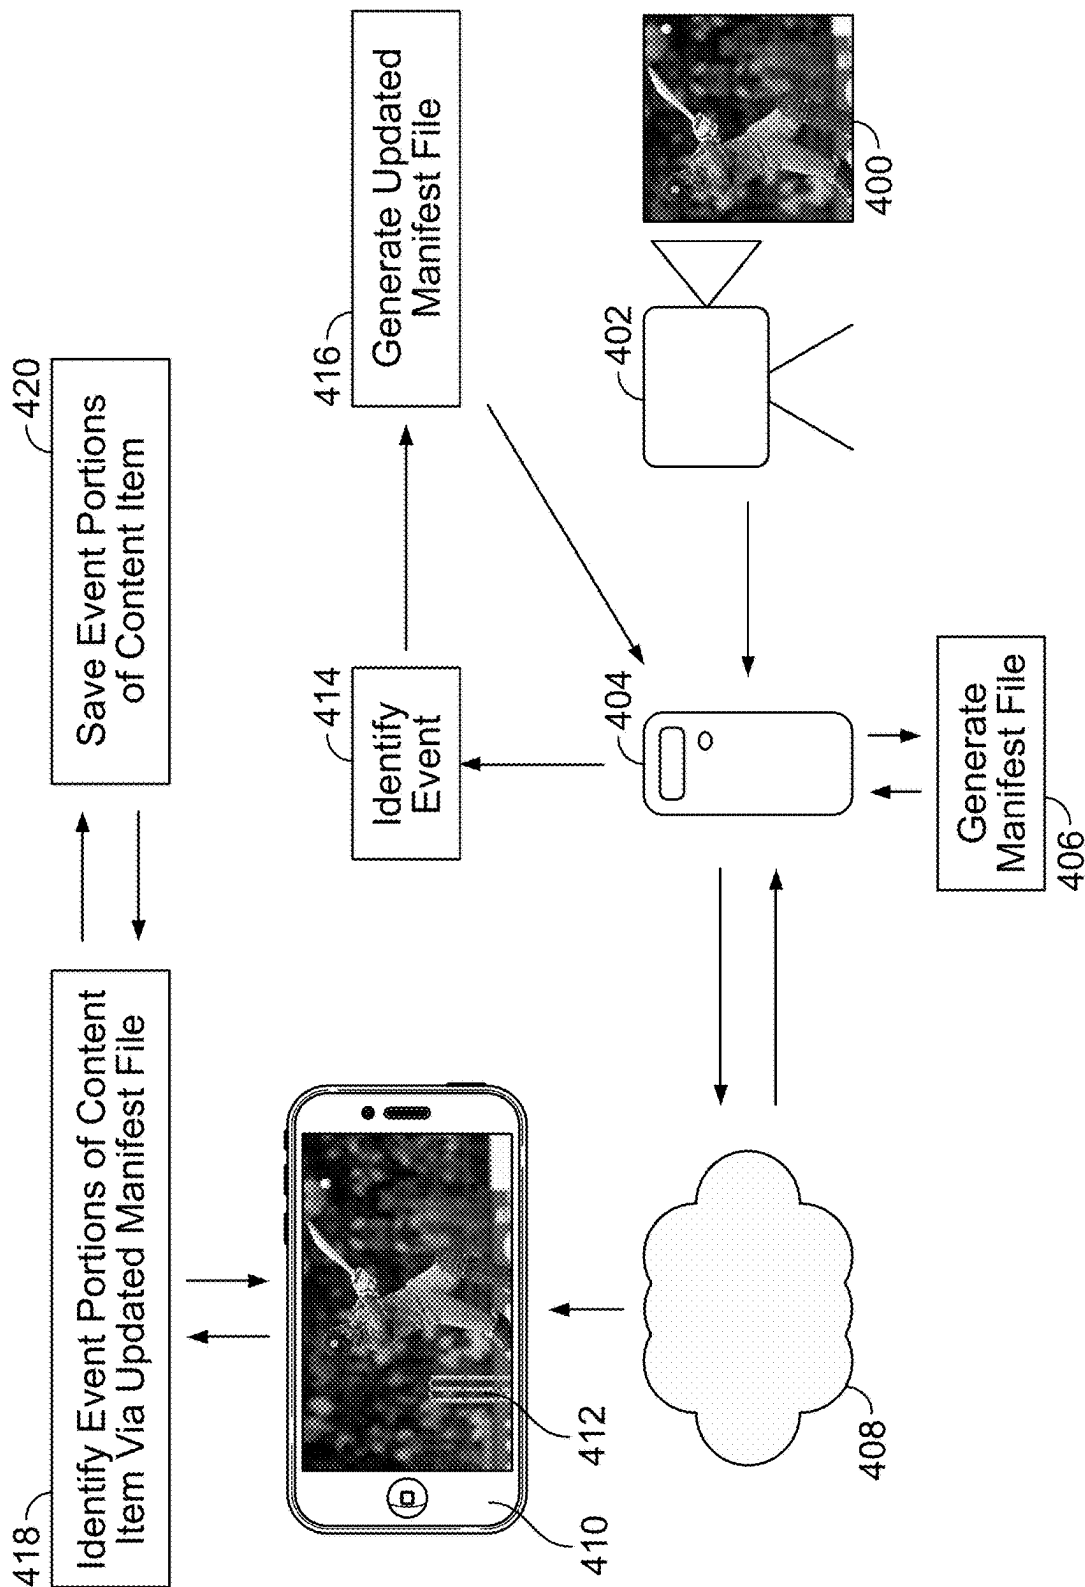 418
Identify Event Portions of Content
Item Via Updated Manifest File
420
Save Event Portions
of Content Item
410
412
414
Identify
Event
416
Generate Updated
Manifest File
408
404
402
400
406
Generate
Manifest File